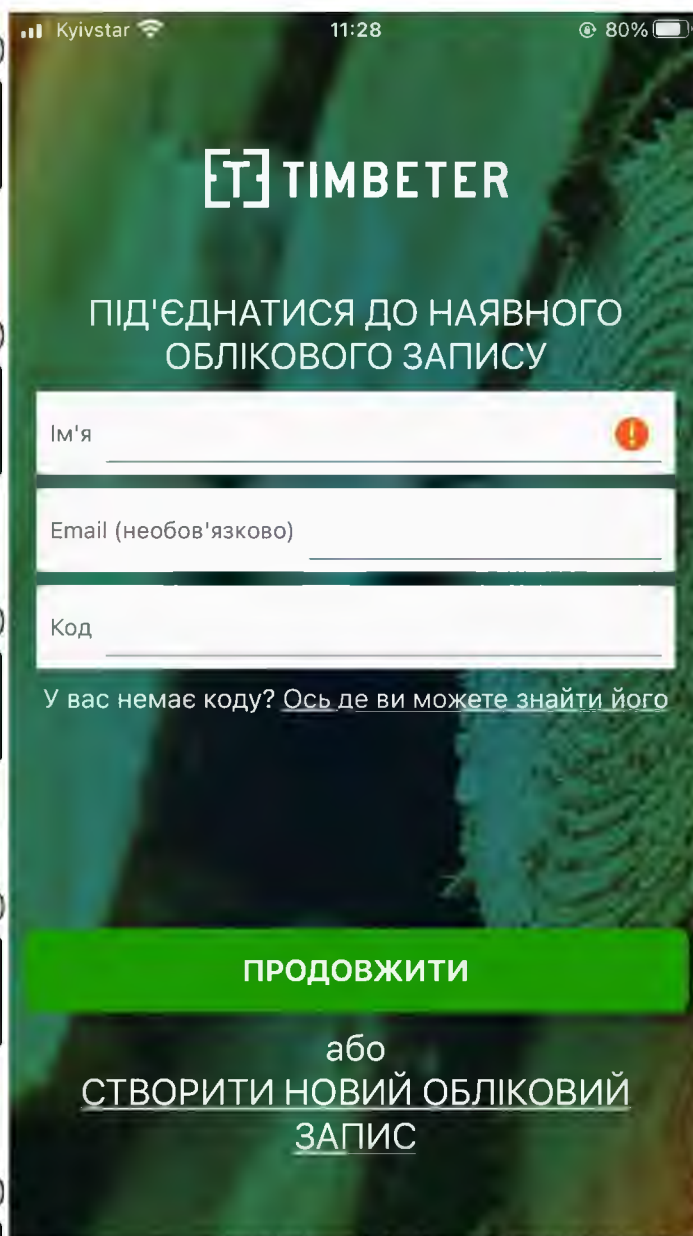 Kyivstar 11:28 80%
TIMBETER
ПІД'ЄДНАТИСЯ ДО НАЯВНОГО
ОБЛІКОВОГО ЗАПИСУ
Ім'я
Email (необов'язково)
Код
У вас немає коду? Ось де ви можете знайти його
ПРОДОВЖИТИ
або
СТВОРИТИ НОВИЙ ОБЛІКОВИЙ
ЗАПИС